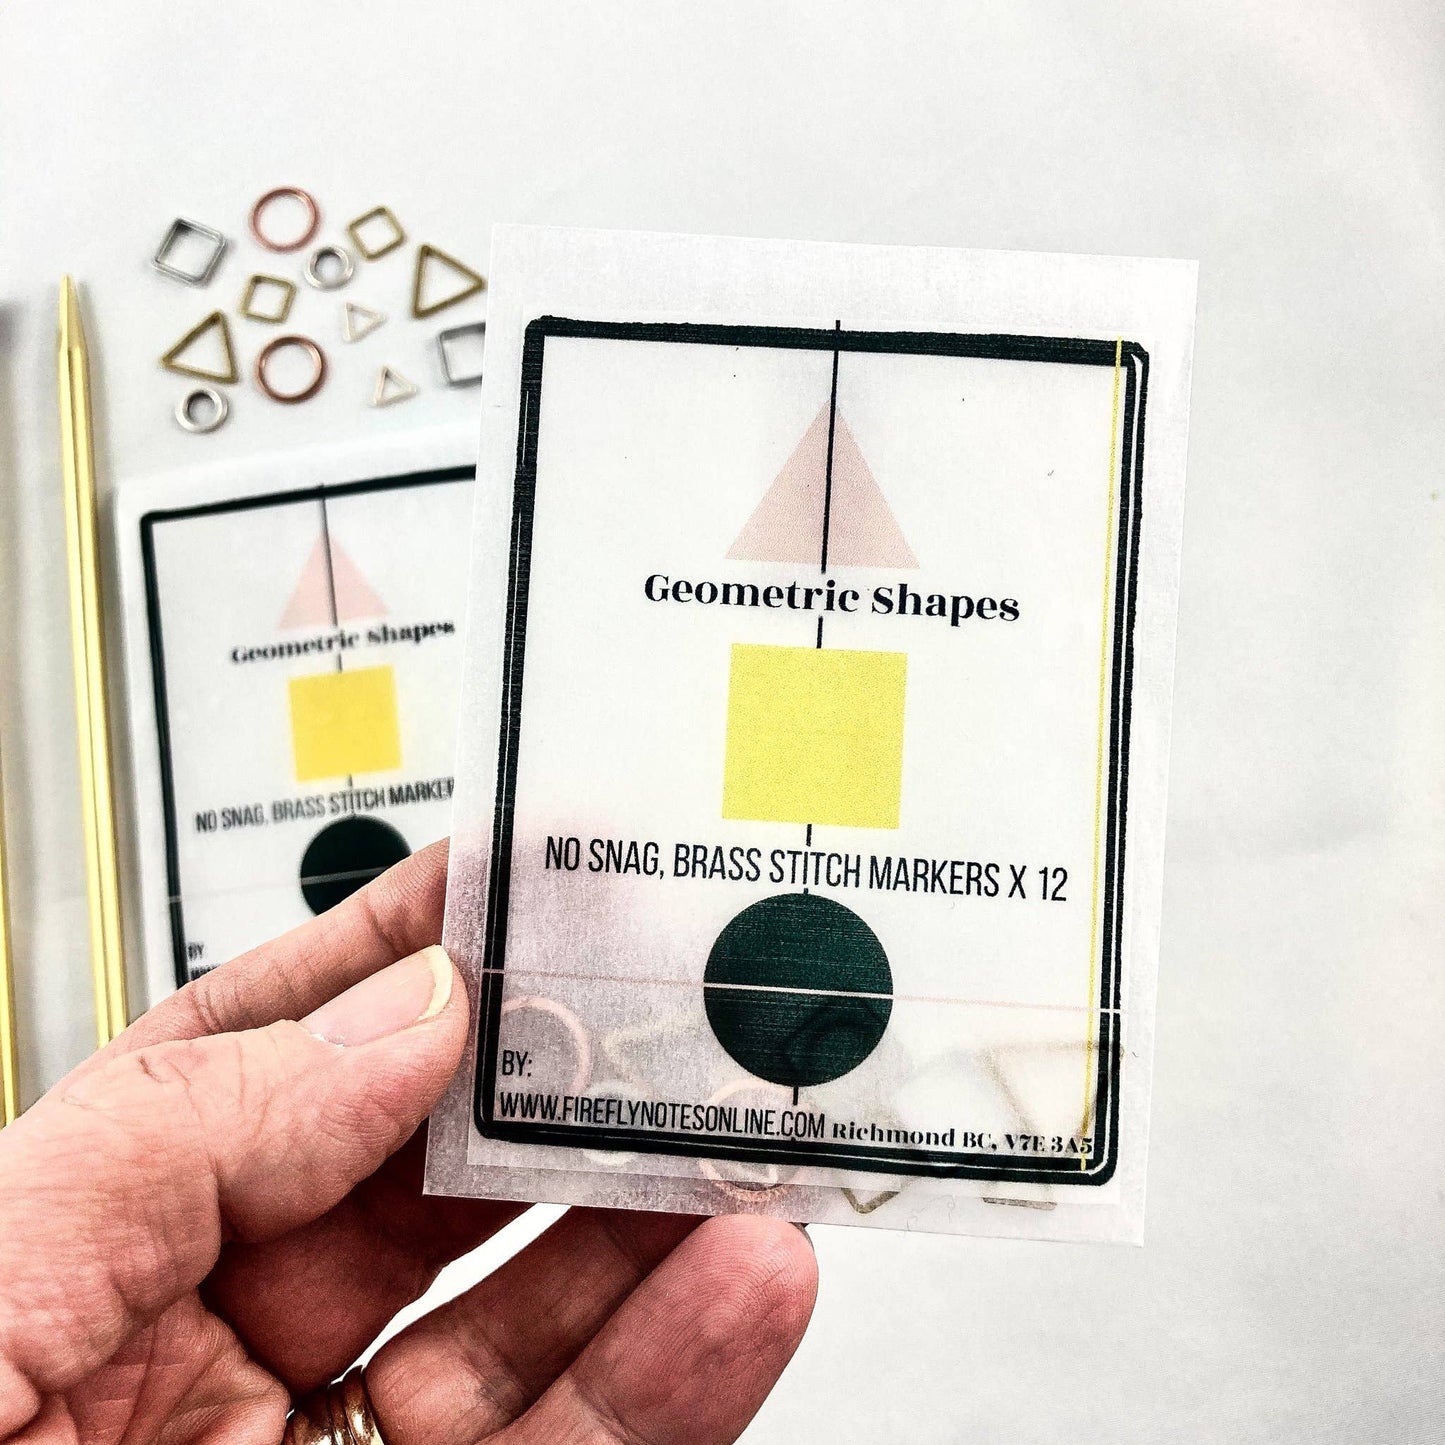 Geometric Shapes
NO SNAG, BRASS STITCH MARKERS X 12
BY:
WWW.FIREFLYNOTESONLINE.COM Richmond BC, V7E 3A5
Geometric Shapes
NO SNAG, BRASS STITCH MARKER
BY